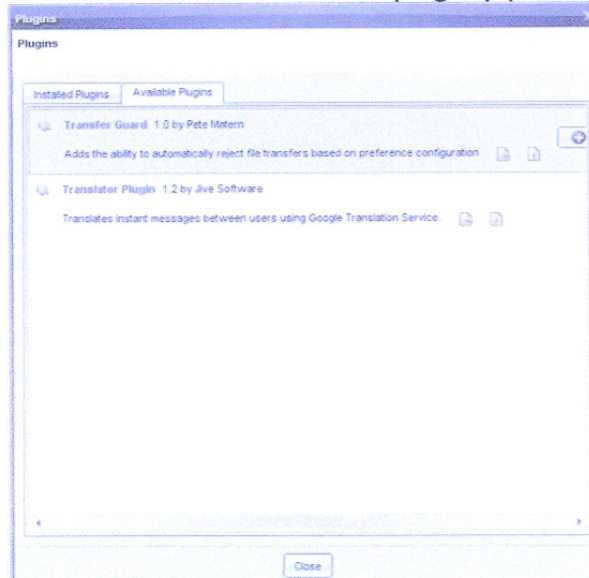 Plugins
Plugins
Installed Plugins Available Plugins
Transfer Guard 1.0 by Pete Matern
Adds the ability to automatically reject file transfers based on preference configuration
Translator Plugin 1.2 by Jive Software
Translates instant messages between users using Google Translation Service.
Close